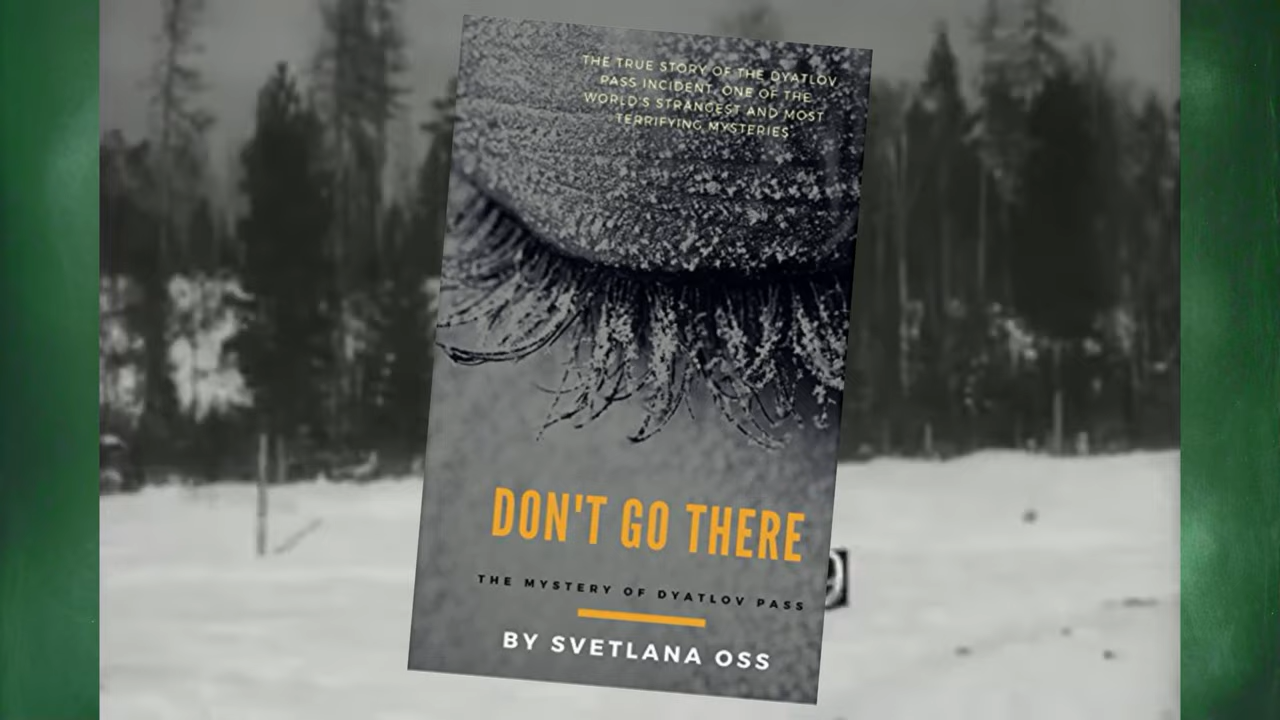 THE TRUE STORY OF THE DYATLOV
PASS INCIDENT, ONE OF THE
WORLD'S STRANGEST AND MOST
TERRIFYING MYSTERIES
DON'T GO THERE
THE MYSTERY OF DYATLOV PASS
BY SVETLANA OSS